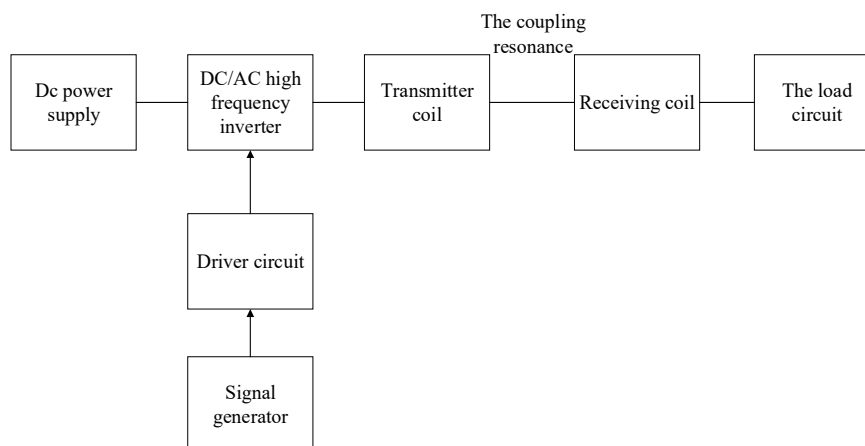 The coupling
resonance
Dc power
supply
DC/AC high
frequency
inverter
Transmitter
coil
Receiving coil
The load
circuit
Driver circuit
Signal
generator